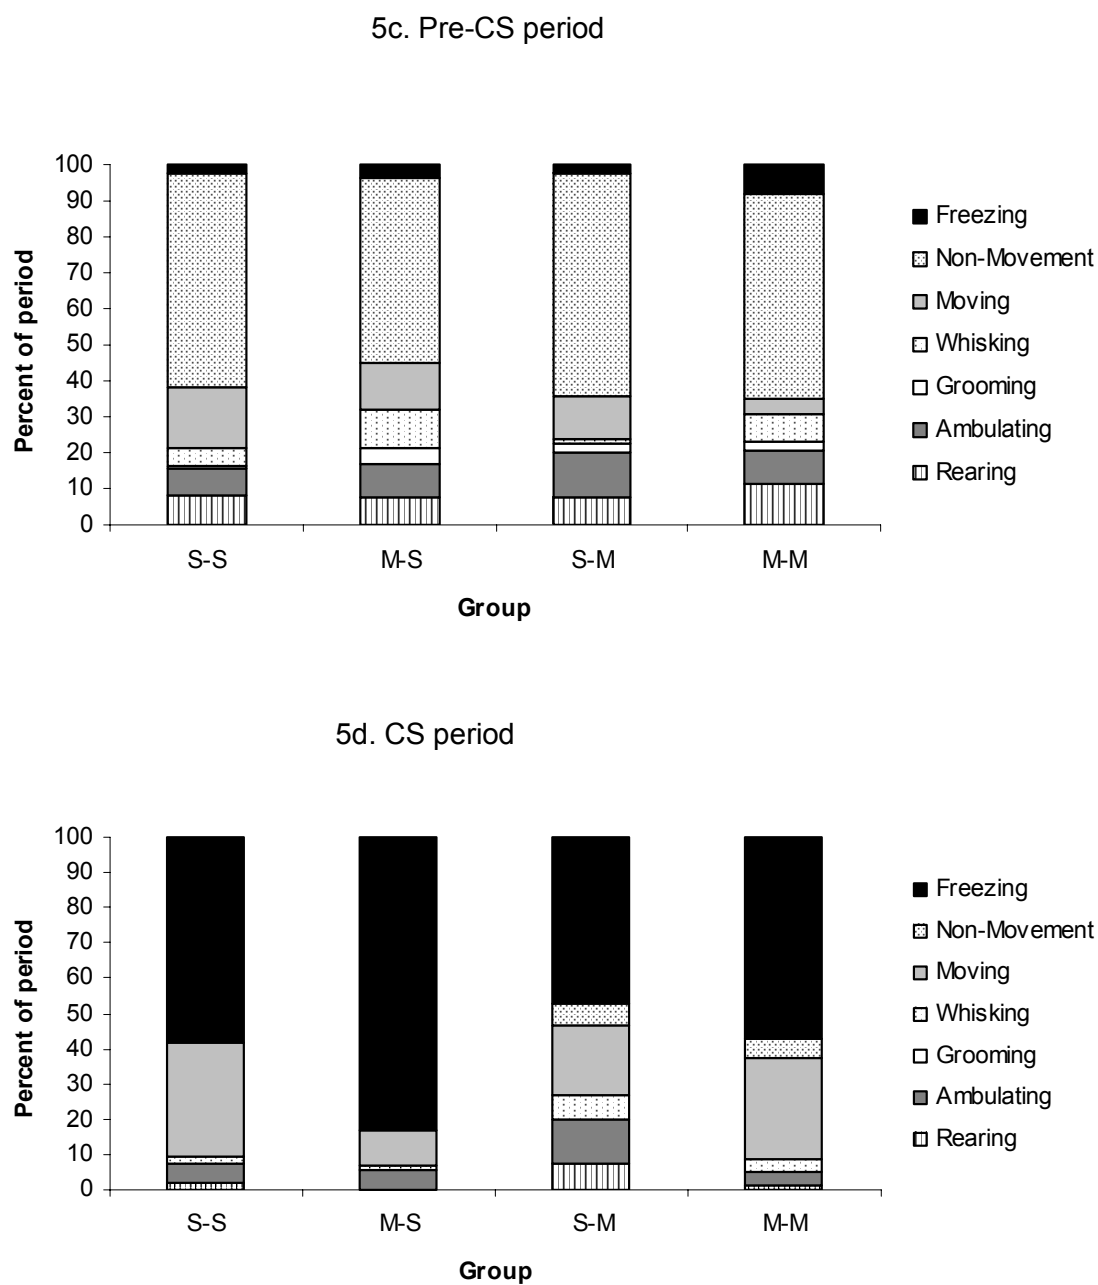 5c. Pre-CS period
Percent of period
100
90
80
70
60
50
40
30
20
10
0
S-S M-S S-M M-M
Group
Freezing
Non-Movement
Moving
Whisking
Grooming
Ambulating
Rearing
5d. CS period
Percent of period
100
90
80
70
60
50
40
30
20
10
0
S-S M-S S-M M-M
Group
Freezing
Non-Movement
Moving
Whisking
Grooming
Ambulating
Rearing